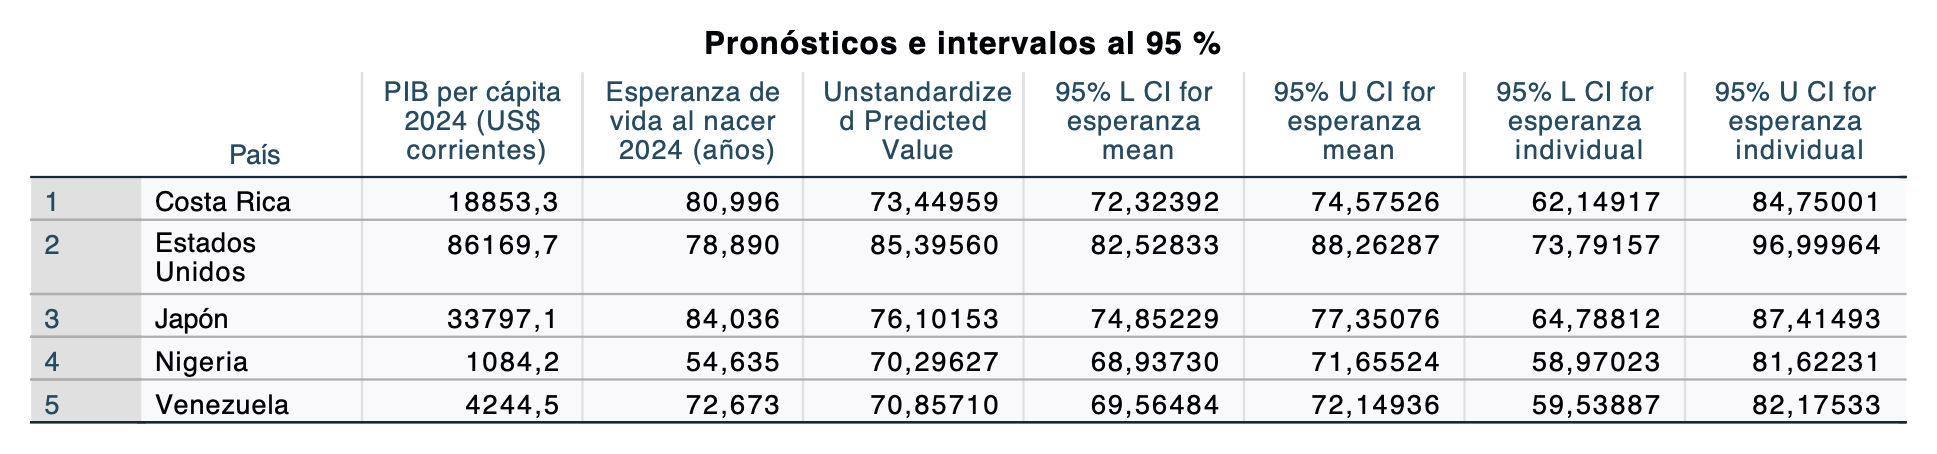 Pronósticos e intervalos al 95 %
País
PIB per cápita
2024 (US$
corrientes)
Esperanza de
vida al nacer
2024 (años)
Unstandardize
d Predicted
Value
95% L CI for
esperanza
mean
95% U CI for
esperanza
mean
95% L CI for
esperanza
individual
95% U CI for
esperanza
individual
1 Costa Rica 18853,3 80,996 73,44959 72,32392 74,57526 62,14917 84,75001
2 Estados 86169,7 78,890 85,39560 82,52833 88,26287 73,79157 96,99964
Unidos
3 Japón 33797,1 84,036 76,10153 74,85229 77,35076 64,78812 87,41493
4 Nigeria 1084,2 54,635 70,29627 68,93730 71,65524 58,97023 81,62231
5 Venezuela 4244,5 72,673 70,85710 69,56484 72,14936 59,53887 82,17533